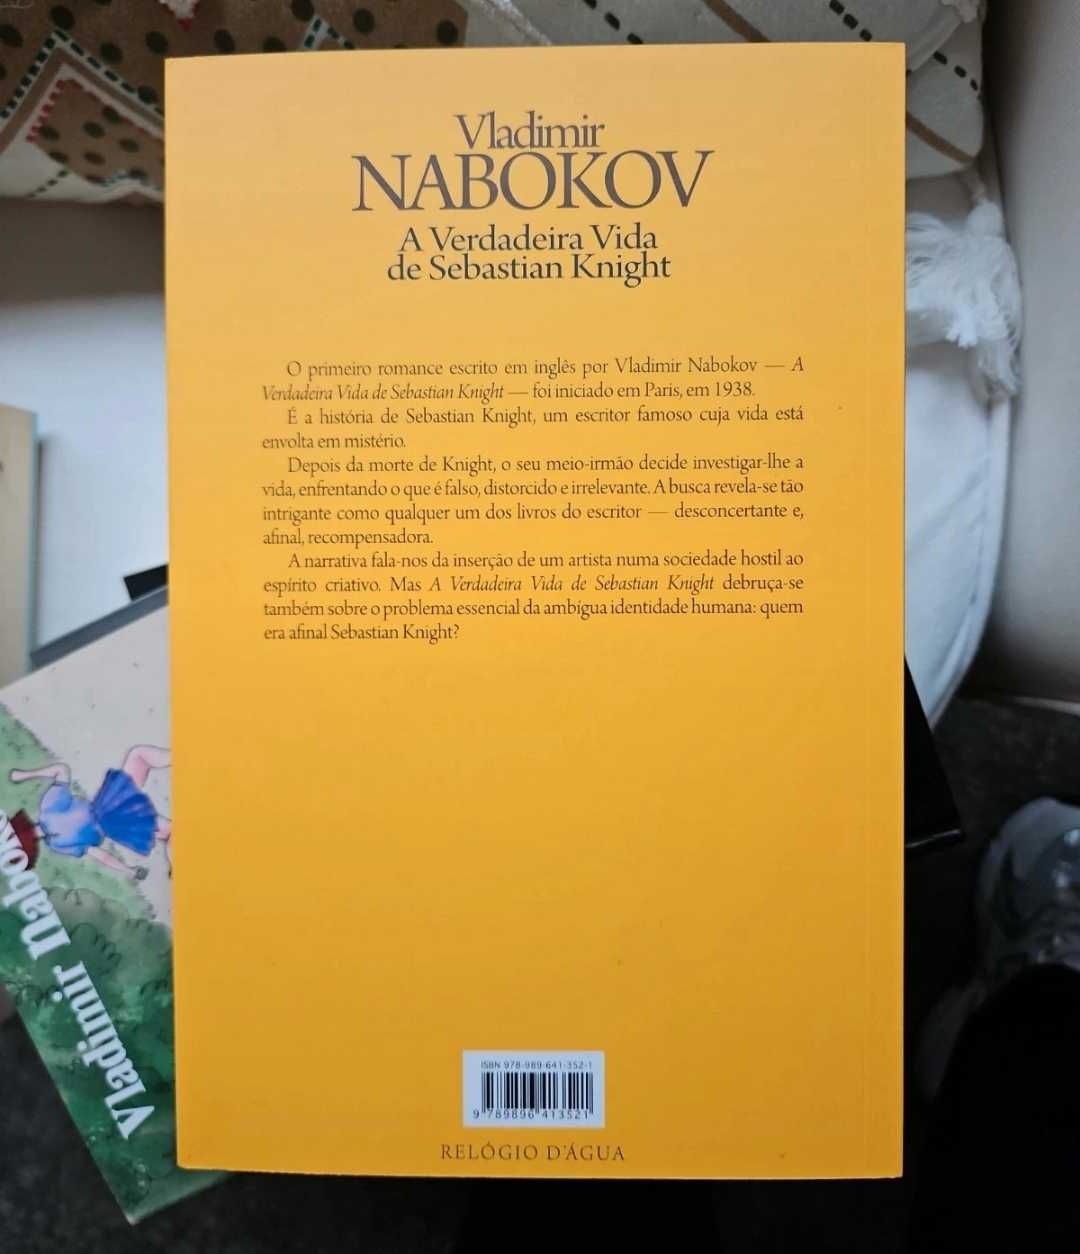 Vladimir
NABOKOV
A Verdadeira Vida
de Sebastian Knight
O primeiro romance escrito em inglês por Vladimir Nabokov — A
Verdadeira Vida de Sebastian Knight — foi iniciado em Paris, em 1938.
É a história de Sebastian Knight, um escritor famoso cuja vida está
envolta em mistério.
Depois da morte de Knight, o seu meio-irmão decide investigar-lhe a
vida, enfrentando o que é falso, distorcido e irrelevante. A busca revela-se tão
intrigante como qualquer um dos livros do escritor — desconcertante e,
afinal, recompensadora.
A narrativa fala-nos da inserção de um artista numa sociedade hostil ao
espírito criativo. Mas A Verdadeira Vida de Sebastian Knight debruça-se
também sobre o problema essencial da ambígua identidade humana: quem
era afinal Sebastian Knight?
ISBN 978-989-641-352-1
9 789896 413521
RELÓGIO D'ÁGUA
Vladimir Nabok